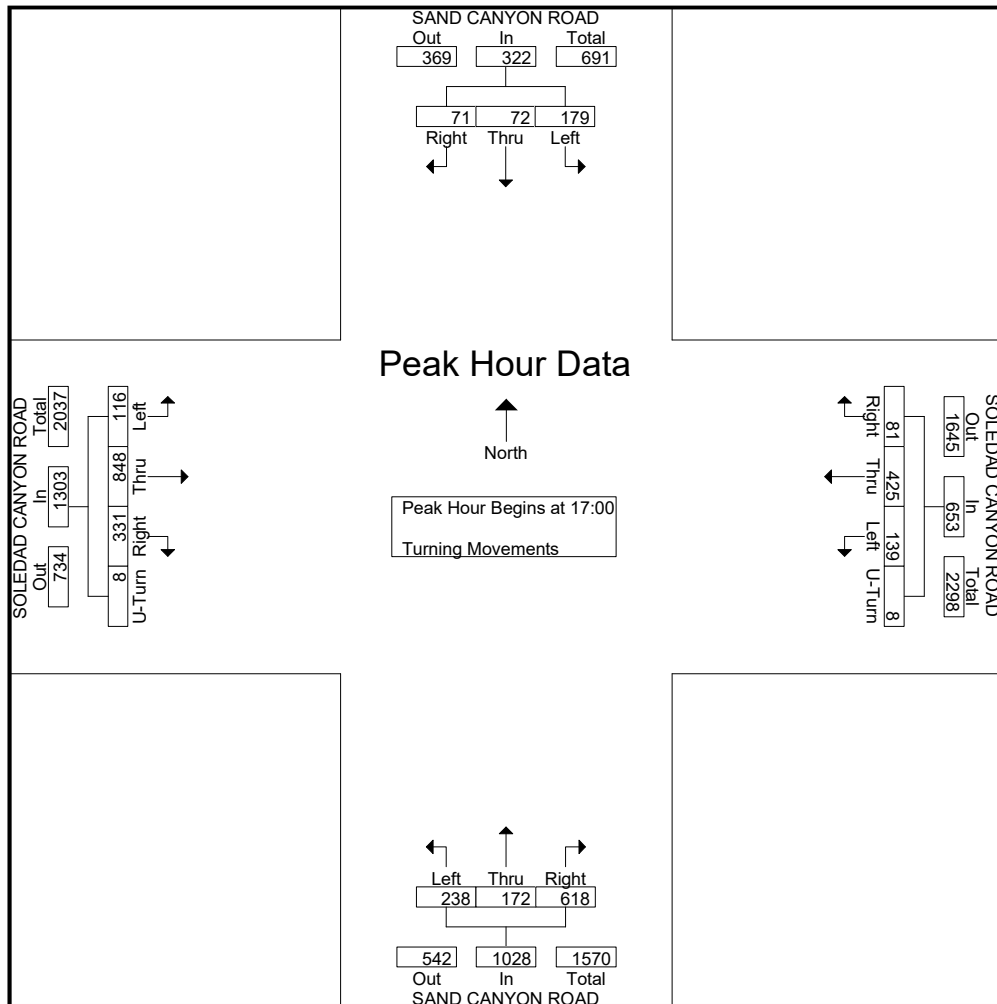 SAND CANYON ROAD
Out In Total
369 322 691
71 72 179
Right Thru Left
Peak Hour Data
North
Peak Hour Begins at 17:00
Turning Movements
SOLEDAD CANYON ROAD
Total In Out
2037 1303 734
116 848 331 8
Left Thru Right U-Turn
SOLEDAD CANYON ROAD
Out In Total
1645 653 2298
81 425 139 8
Right Thru Left U-Turn
Left Thru Right
238 172 618
542 1028 1570
Out In Total
SAND CANYON ROAD